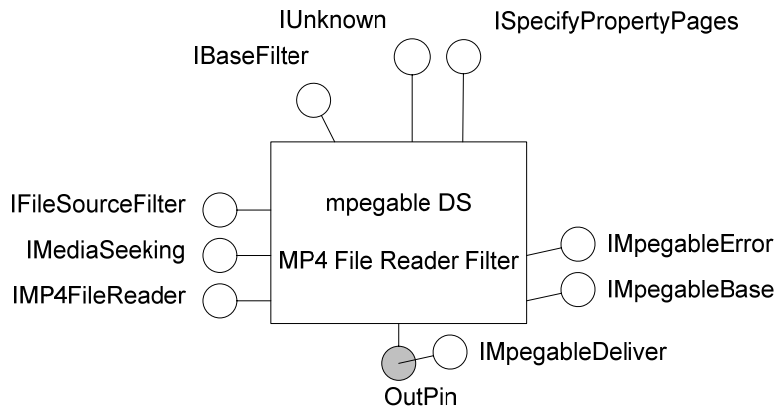 IUnknown
ISpecifyPropertyPages
IBaseFilter
IFileSourceFilter
mpegable DS
IMediaSeeking
MP4 File Reader Filter
IMpegableError
IMP4FileReader
IMpegableBase
IMpegableDeliver
OutPin